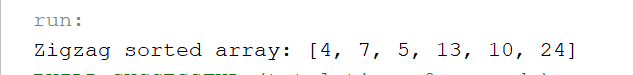 run:
Zigzag sorted array: [4, 7, 5, 13, 10, 24]